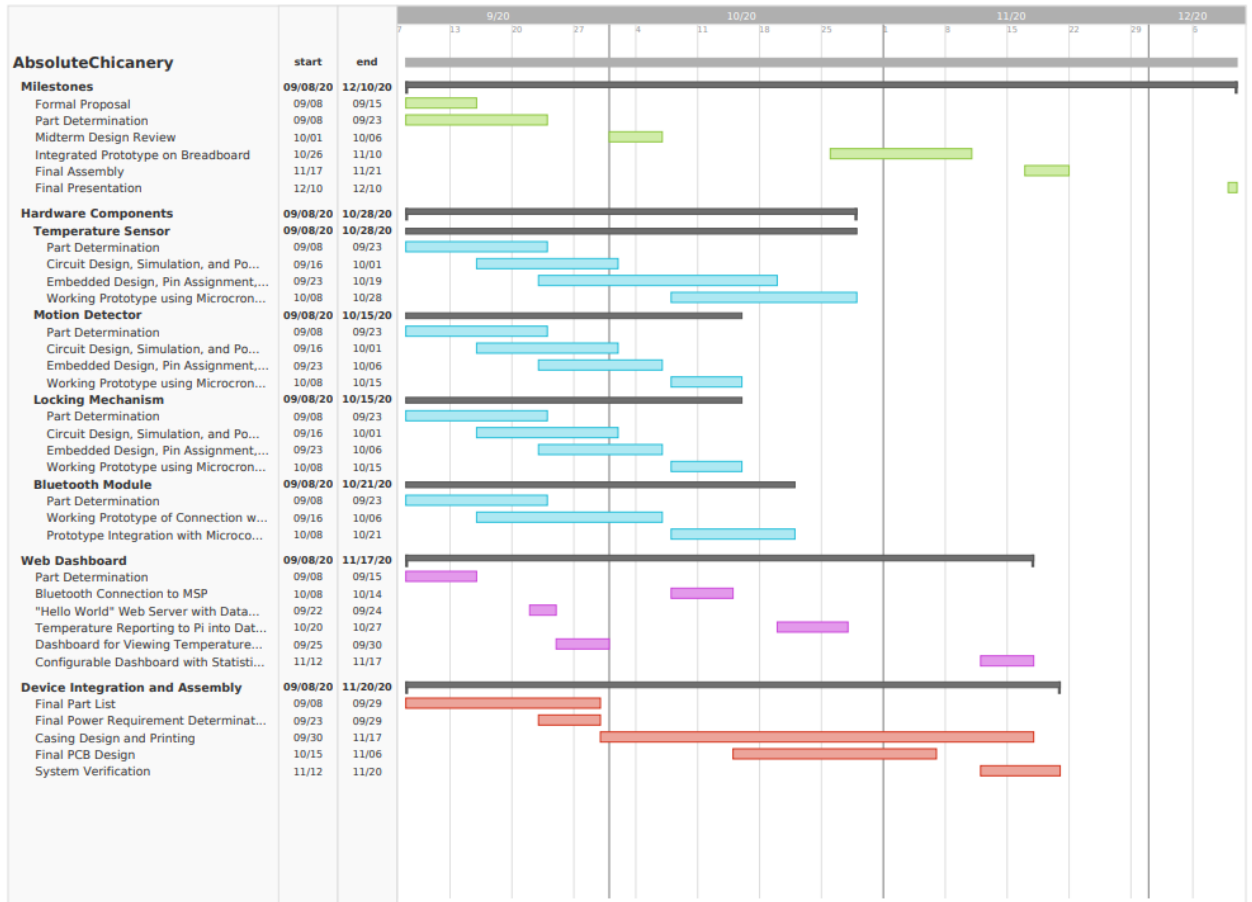 9/20 10/20 11/20 12/20
7 13 20 27 4 11 18 25 1 8 15 22 29 6
AbsoluteChicanery start end
Milestones 09/08/20 12/10/20
Formal Proposal 09/08 09/15
Part Determination 09/08 09/23
Midterm Design Review 10/01 10/06
Integrated Prototype on Breadboard 10/26 11/10
Final Assembly 11/17 11/21
Final Presentation 12/10 12/10
Hardware Components 09/08/20 10/28/20
Temperature Sensor 09/08/20 10/28/20
Part Determination 09/08 09/23
Circuit Design, Simulation, and Po... 09/16 10/01
Embedded Design, Pin Assignment,... 09/23 10/19
Working Prototype using Microcron... 10/08 10/28
Motion Detector 09/08/20 10/15/20
Part Determination 09/08 09/23
Circuit Design, Simulation, and Po... 09/16 10/01
Embedded Design, Pin Assignment,... 09/23 10/06
Working Prototype using Microcron... 10/08 10/15
Locking Mechanism 09/08/20 10/15/20
Part Determination 09/08 09/23
Circuit Design, Simulation, and Po... 09/16 10/01
Embedded Design, Pin Assignment,... 09/23 10/06
Working Prototype using Microcron... 10/08 10/15
Bluetooth Module 09/08/20 10/21/20
Part Determination 09/08 09/23
Working Prototype of Connection w... 09/16 10/06
Prototype Integration with Microco... 10/08 10/21
Web Dashboard 09/08/20 11/17/20
Part Determination 09/08 09/15
Bluetooth Connection to MSP 10/08 10/14
"Hello World" Web Server with Data... 09/22 09/24
Temperature Reporting to Pi into Dat... 10/20 10/27
Dashboard for Viewing Temperature... 09/25 09/30
Configurable Dashboard with Statisti... 11/12 11/17
Device Integration and Assembly 09/08/20 11/20/20
Final Part List 09/08 09/29
Final Power Requirement Determinat... 09/23 09/29
Casing Design and Printing 09/30 11/17
Final PCB Design 10/15 11/06
System Verification 11/12 11/20